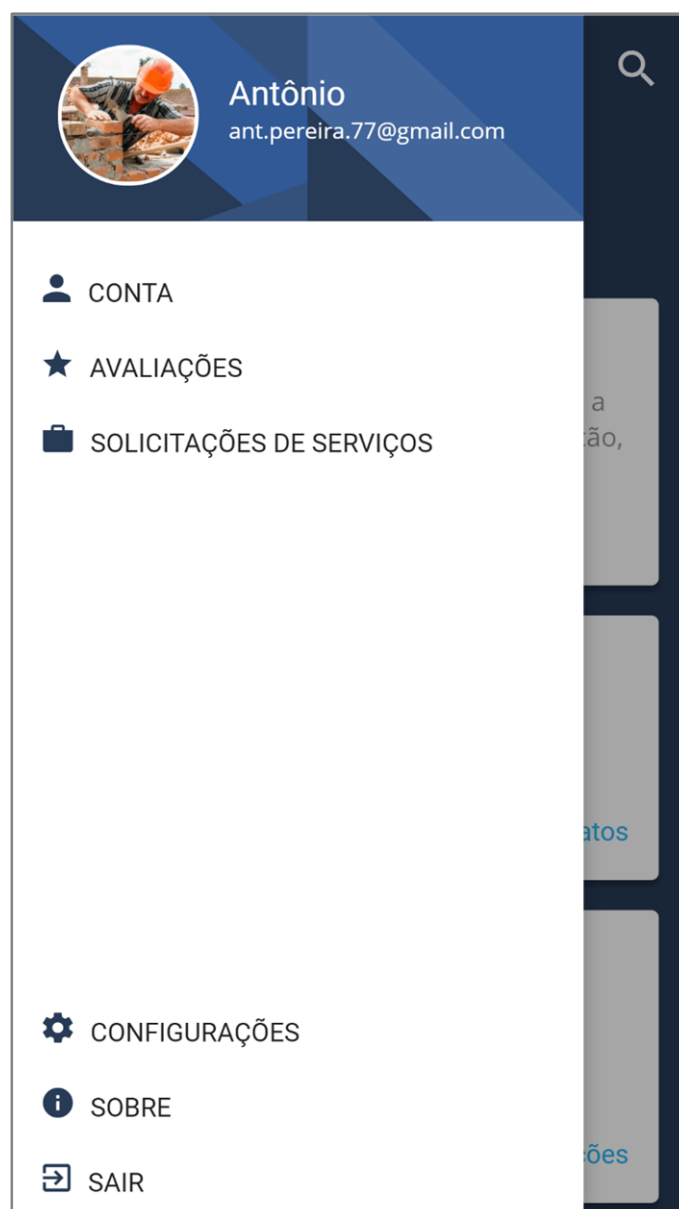 Antônio
ant.pereira.77@gmail.com
CONTA
AVALIAÇÕES
a
SOLICITAÇÕES DE SERVIÇOS
CONFIGURAÇÕES
SOBRE
SAIR